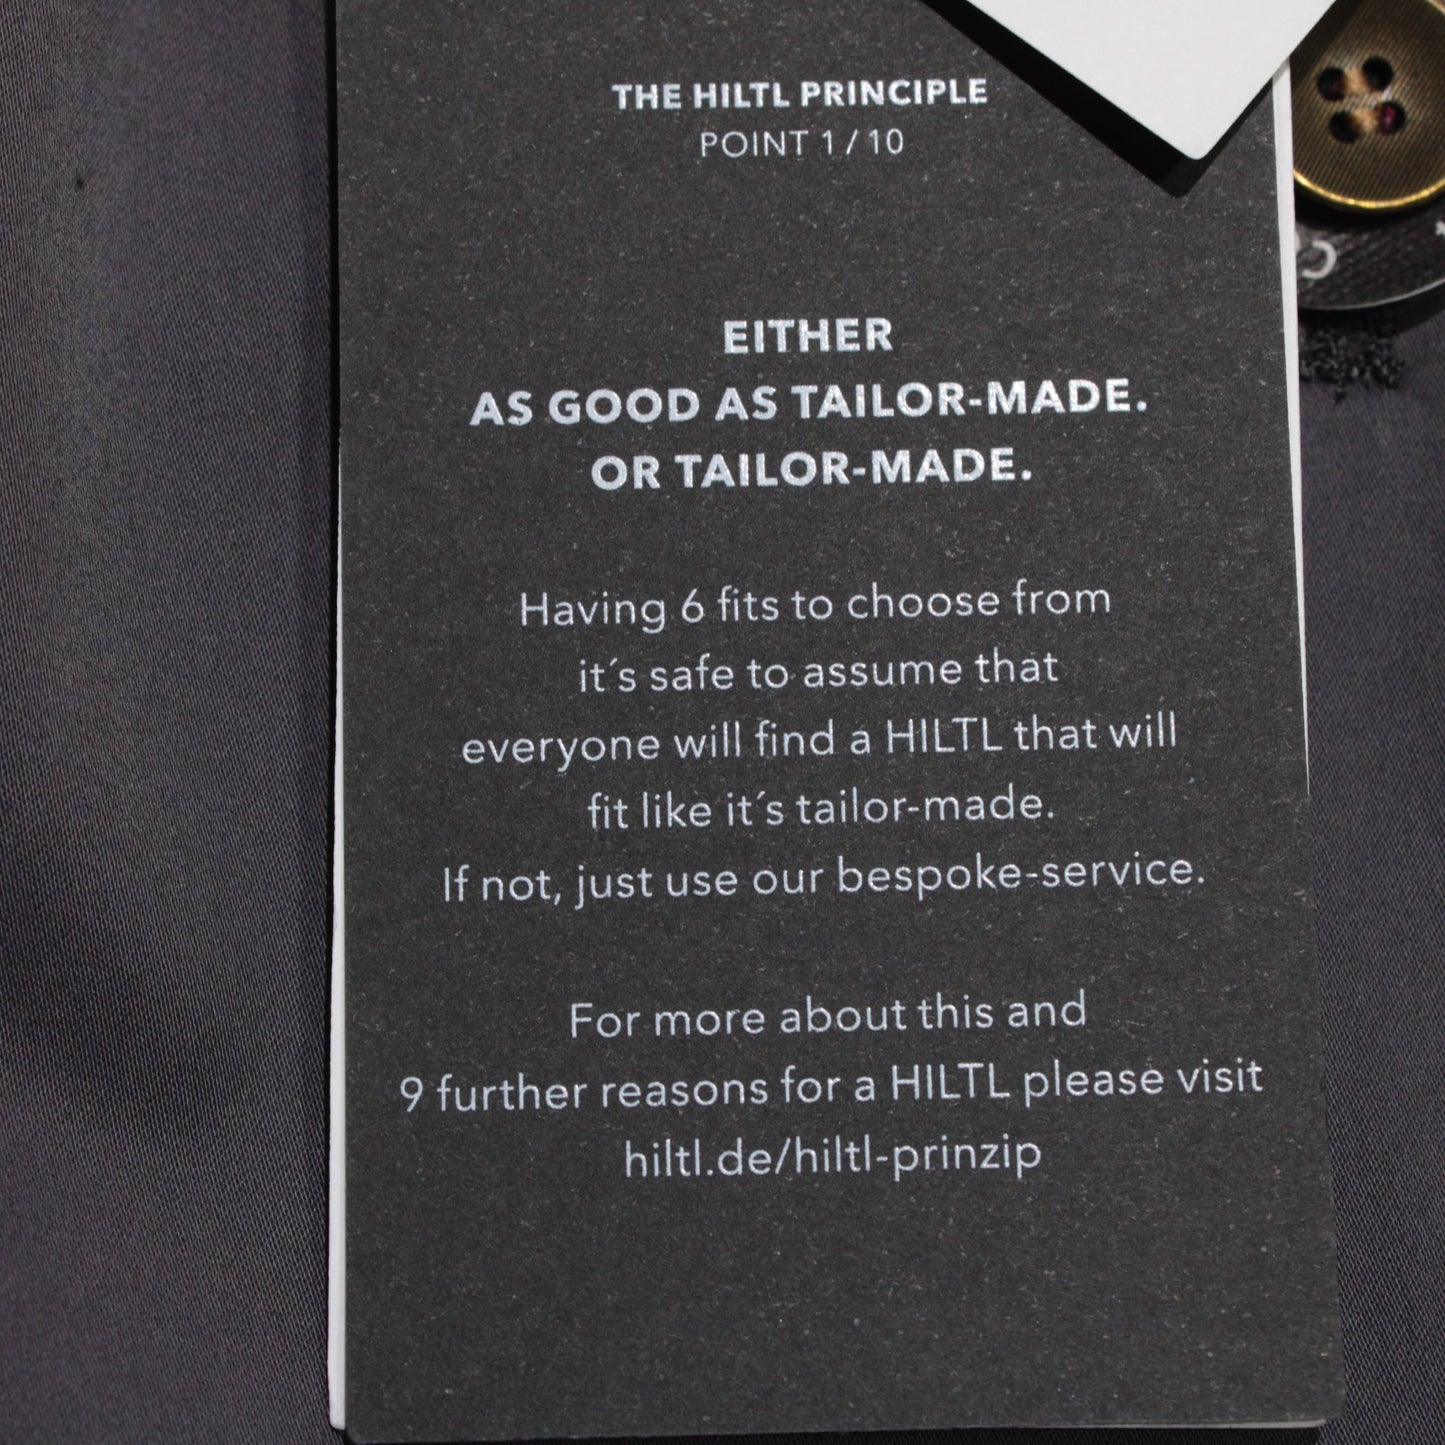 THE HILTL PRINCIPLE
POINT 1/10
EITHER
AS GOOD AS TAILOR-MADE.
OR TAILOR-MADE.
Having 6 fits to choose from
it´s safe to assume that
everyone will find a HILTL that will
fit like it´s tailor-made.
If not, just use our bespoke-service.
For more about this and
9 further reasons for a HILTL please visit
hiltl.de/hiltl-prinzip